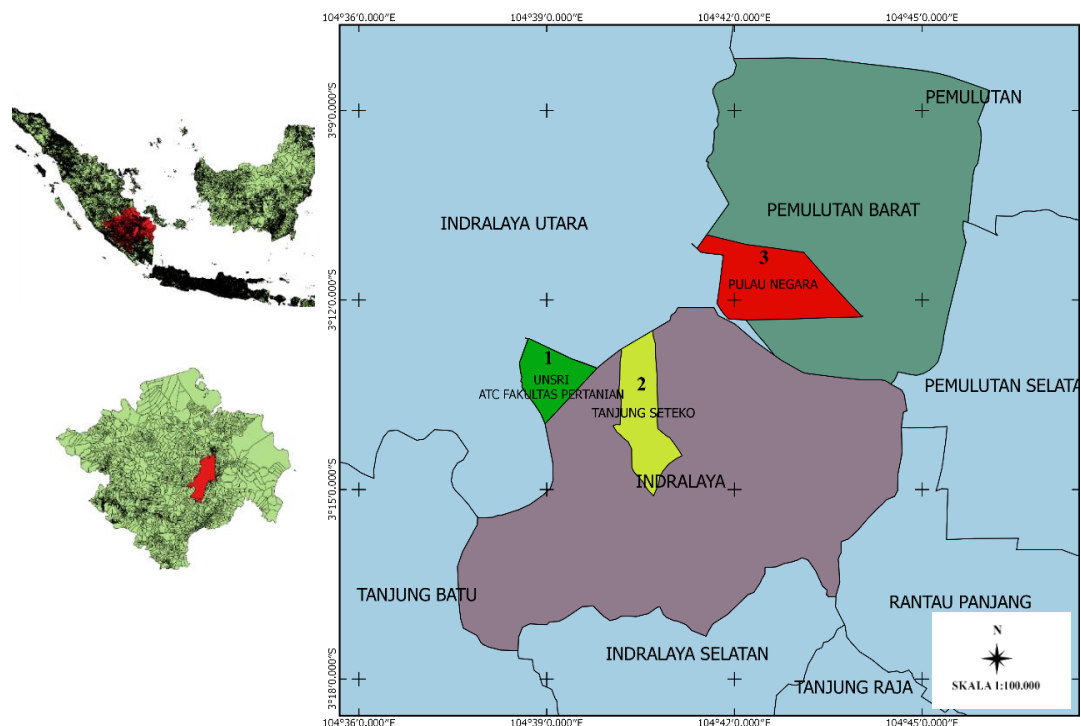 104°36'0.000"S 104°39'0.000"S 104°42'0.000"S 104°45'0.000"S
3°9'0.000"S
3°12'0.000"S
3°15'0.000"S
3°18'0.000"S
PEMULUTAN
PEMULUTAN BARAT
INDRALAYA UTARA
3
PULAU NEGARA
1
UNSRI
ATC FAKULTAS PERTANIAN
2
TANJUNG SETEKO
PEMULUTAN SELATA
INDRALAYA
TANJUNG BATU
RANTAU PANJANG
INDRALAYA SELATAN
TANJUNG RAJA
N
SKALA 1:100.000
104°36'0.000"S 104°39'0.000"S 104°42'0.000"S 104°45'0.000"S